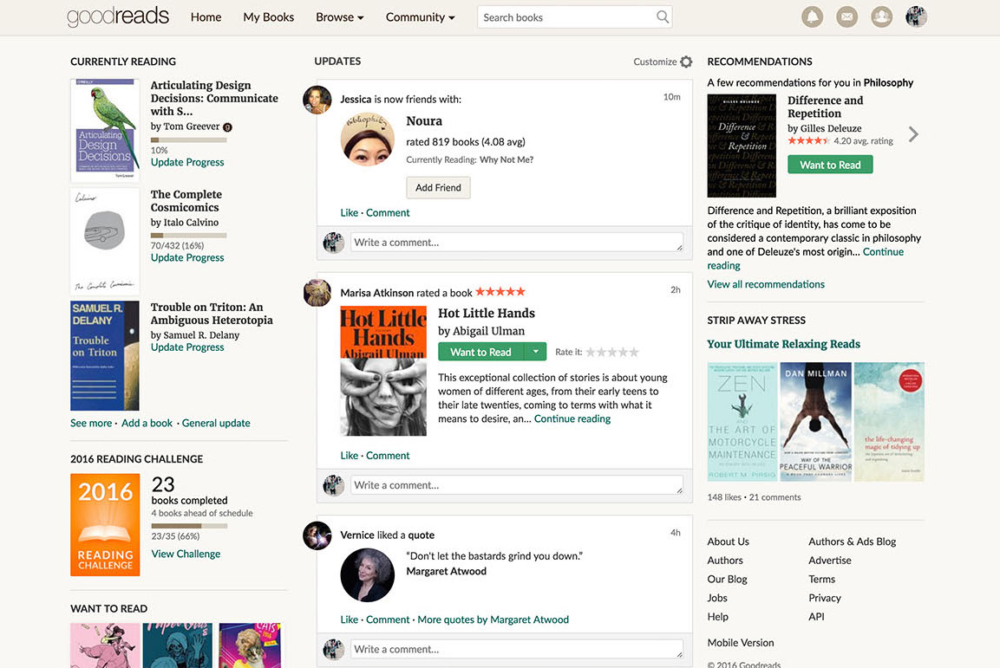 goodreads
Home
My Books
Browse
Community
Search books
CURRENTLY READING
O'REILLY
Articulating
Design
Decisions
Tom Greever
Articulating Design
Decisions: Communicate
with S...
by Tom Greever
10%
Update Progress
Calvino
The Complete Cosmicomics
The Complete
Cosmicomics
by Italo Calvino
70/432 (16%)
Update Progress
SAMUEL R.
DELANY
Trouble
on Triton
Trouble on Triton: An
Ambiguous Heterotopia
by Samuel R. Delany
Update Progress
See more · Add a book · General update
2016 READING CHALLENGE
2016
READING
CHALLENGE
23
books completed
4 books ahead of schedule
23/35 (66%)
View Challenge
WANT TO READ
UPDATES
Customize
Jessica is now friends with:
10m
bibliophile
Noura
rated 819 books (4.08 avg)
Currently Reading: Why Not Me?
Add Friend
Like · Comment
Write a comment...
Marisa Atkinson rated a book
2h
Hot Little
Hands
Abigail Ulman
Hot Little Hands
by Abigail Ulman
Want to Read
Rate it:
This exceptional collection of stories is about young
women of different ages, from their early teens to
their late twenties, coming to terms with what it
means to desire, an... Continue reading
Like · Comment
Write a comment...
Vernice liked a quote
4h
“Don't let the bastards grind you down.”
Margaret Atwood
Like · Comment · More quotes by Margaret Atwood
Write a comment...
RECOMMENDATIONS
A few recommendations for you in Philosophy
GILLES DELEUZE
Difference
&
Repetition
Difference and
Repetition
by Gilles Deleuze
4.20 avg. rating
Want to Read
Difference and Repetition, a brilliant exposition
of the critique of identity, has come to be
considered a contemporary classic in philosophy
and one of Deleuze's most origin... Continue
reading
View all recommendations
STRIP AWAY STRESS
Your Ultimate Relaxing Reads
ZEN
AND
THE ART OF
MOTORCYCLE
MAINTENANCE
ROBERT M. PIRSIG
DAN MILLMAN
WAY OF THE
PEACEFUL WARRIOR
A BOOK THAT CHANGES LIVES
the life-changing
magic of tidying up
148 likes • 21 comments
About Us
Authors
Our Blog
Jobs
Help
Authors & Ads Blog
Advertise
Terms
Privacy
API
Mobile Version
© 2016 Goodreads